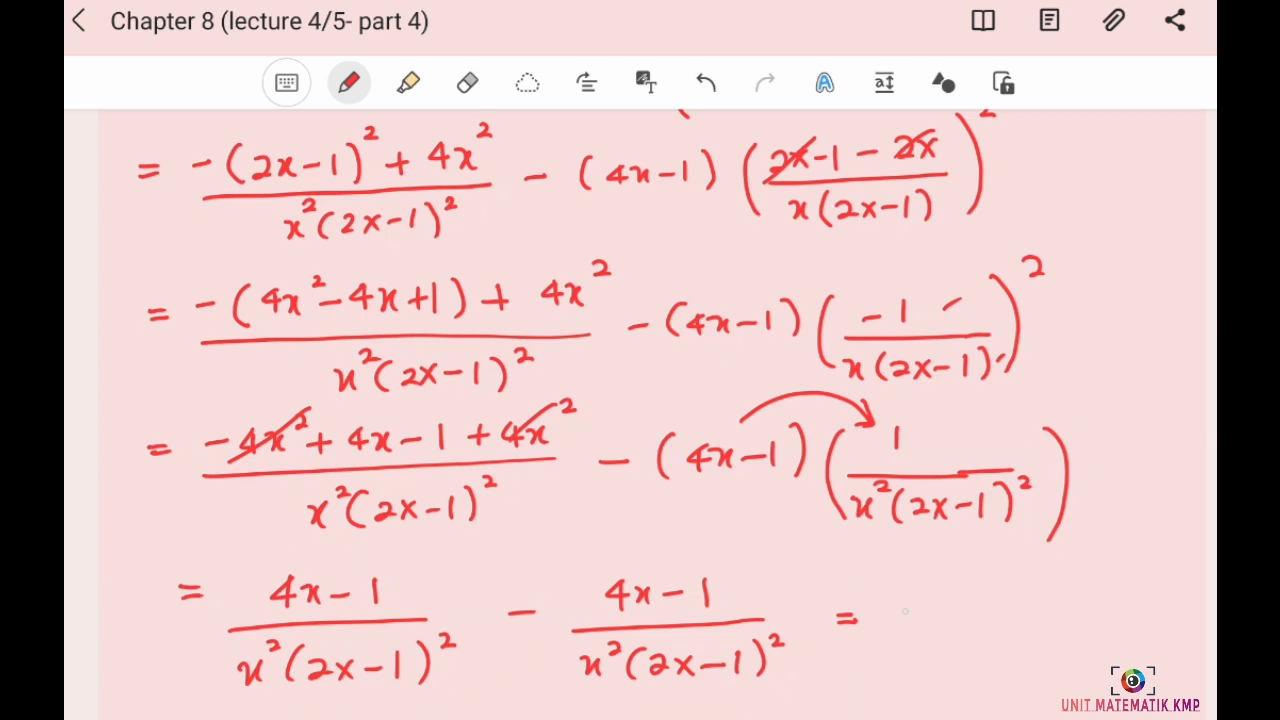 Chapter 8 (lecture 4/5- part 4)
= (-(2x-1)² + 4x²)/(x²(2x-1)²) - (4x-1) ((2x-1-2x)/(x(2x-1)))²
= (-(4x²-4x+1) + 4x²)/(x²(2x-1)²) - (4x-1) (-1/(x(2x-1)))²
= (-4x² + 4x - 1 + 4x²)/(x²(2x-1)²) - (4x-1) (1/(x²(2x-1)²))
= (4x-1)/(x²(2x-1)²) - (4x-1)/(x²(2x-1)²) =
UNIT MATEMATIK KMP